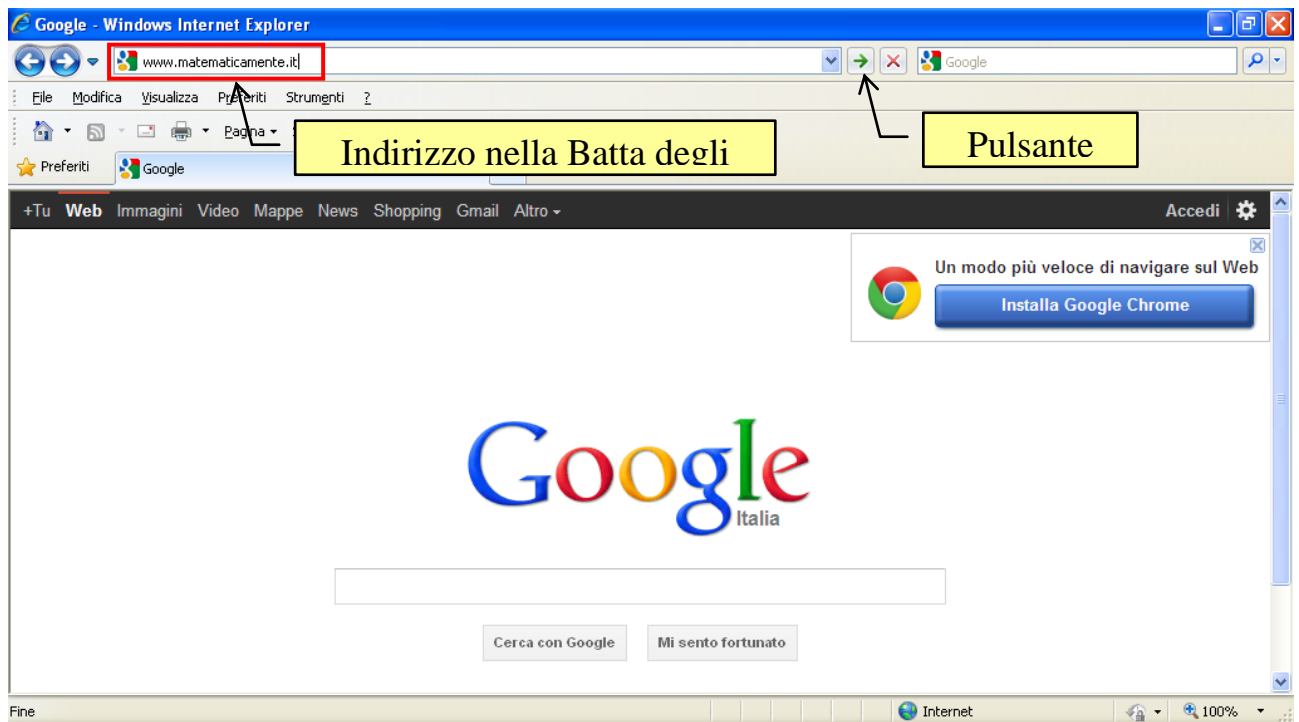 Google - Windows Internet Explorer
www.matematicamente.it
Google
File Modifica Visualizza Preferiti Strumenti ?
Pagina
Indirizzo nella Batta degli
Pulsante
Preferiti
Google
+Tu Web Immagini Video Mappe News Shopping Gmail Altro
Accedi
Un modo più veloce di navigare sul Web
Installa Google Chrome
Google
Italia
Cerca con Google
Mi sento fortunato
Fine
Internet
100%